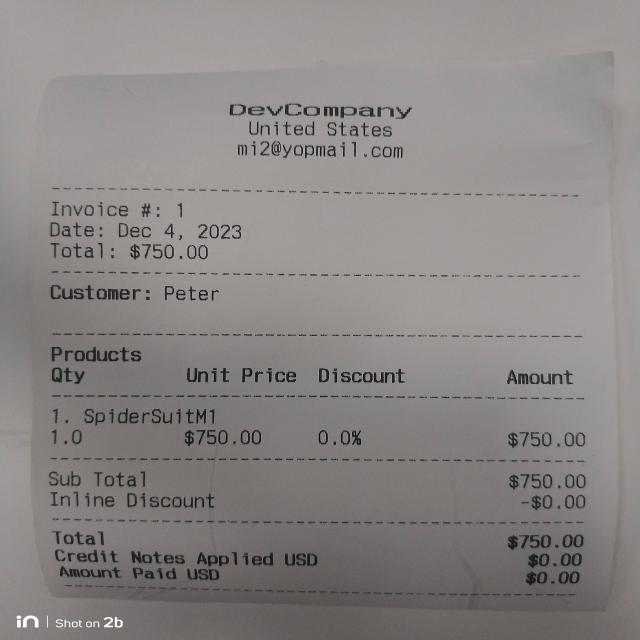 DevCompany
United States
mi2@yopmail.com
Invoice #: 1
Date: Dec 4, 2023
Total: $750.00
Customer: Peter
Products
Qty Unit Price Discount Amount
1. SpiderSuitM1
1.0 $750.00 0.0% $750.00
Sub Total $750.00
Inline Discount -$0.00
Total $750.00
Credit Notes Applied USD $0.00
Amount Paid USD $0.00
in | Shot on 2b